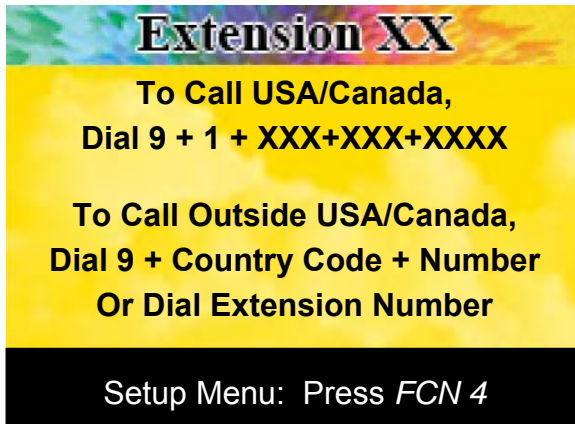 Extension XX
To Call USA/Canada,
Dial 9 + 1 + XXX+XXX+XXXX
To Call Outside USA/Canada,
Dial 9 + Country Code + Number
Or Dial Extension Number
Setup Menu: Press FCN 4